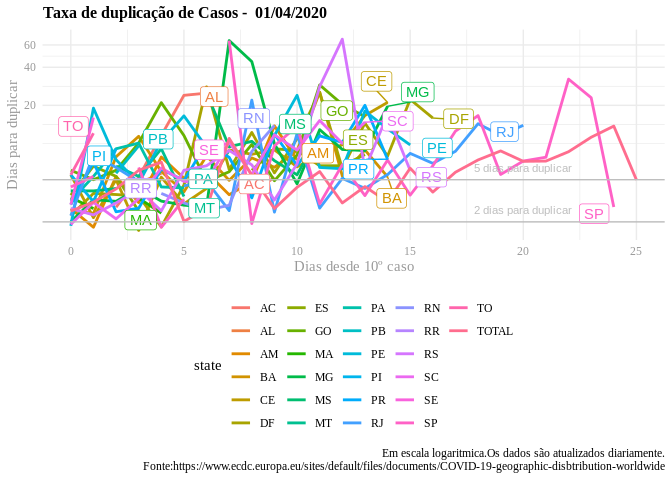 Taxa de duplicação de Casos - 01/04/2020
Dias duplicar
60
40
20
TO
PI
PB
AL
SE
RN
RR
MA
PA
MT
AC
MS
AM
GO
ES
PR
BA
CE
SC
MG
DF
PE
RS
RJ
SP
5 dias para duplicar
2 dias para duplicar
0 5 10 15 20 25
Dias desde 10º caso
state
AC ES PA RN TO
AL GO PB RR TOTAL
AM MA PE RS
BA MG PI SC
CE MS PR SE
DF MT RJ SP
Em escala logaritmica.Os dados são atualizados diariamente.
Fonte:https://www.ecdc.europa.eu/sites/default/files/documents/COVID-19-geographic-disbtribution-worldwide